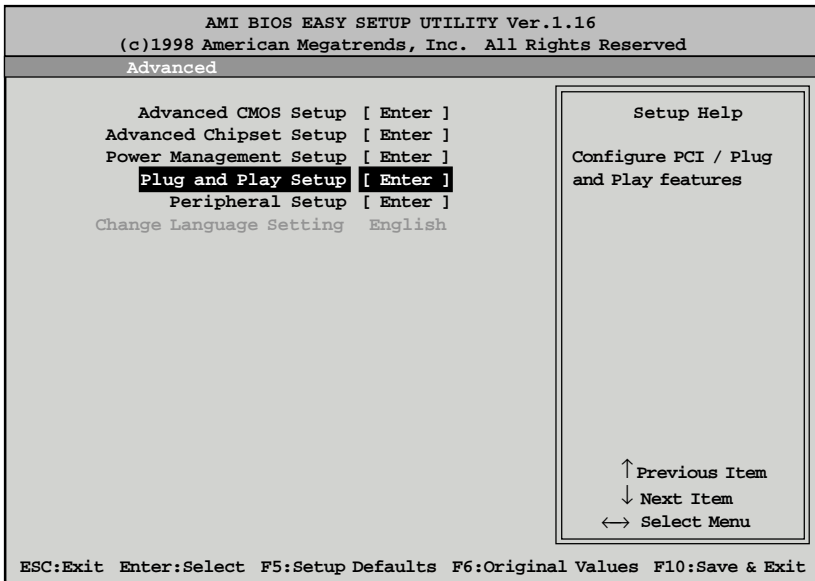 AMI BIOS EASY SETUP UTILITY Ver.1.16
(c)1998 American Megatrends, Inc. All Rights Reserved
Advanced
Advanced CMOS Setup [ Enter ]
Advanced Chipset Setup [ Enter ]
Power Management Setup [ Enter ]
Plug and Play Setup [ Enter ]
Peripheral Setup [ Enter ]
Change Language Setting English
Setup Help
Configure PCI / Plug
and Play features
↑ Previous Item
↓ Next Item
↔ Select Menu
ESC:Exit Enter:Select F5:Setup Defaults F6:Original Values F10:Save & Exit